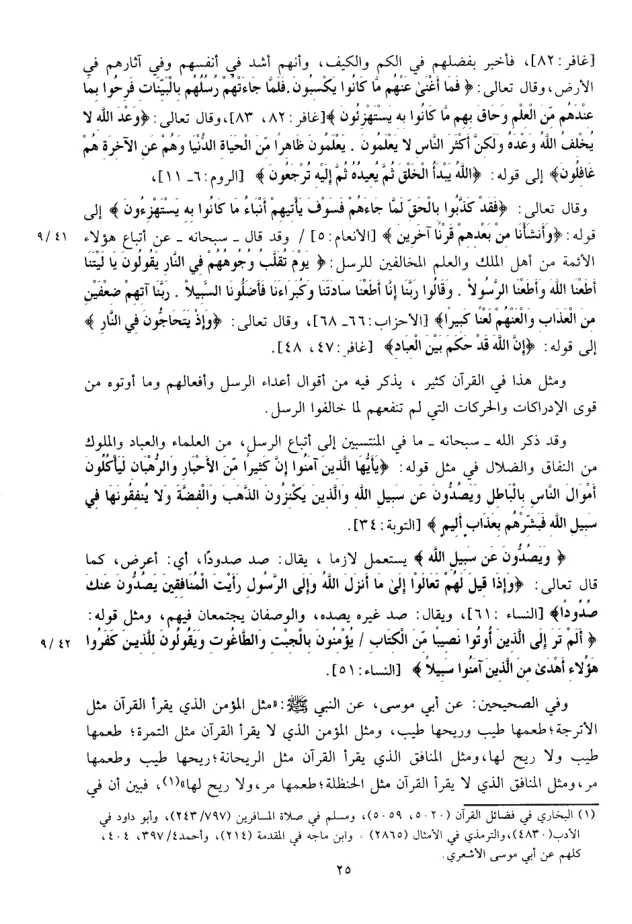 [غافر: ٨٢]، فأخبر بفضلهم في الكم والكيف، وأنهم أشد في أنفسهم وفي آثارهم في
الأرض، وقال تعالى: ﴿ فَمَا أَغْنَىٰ عَنْهُم مَّا كَانُوا يَكْسِبُونَ . فَلَمَّا جَاءَتْهُمْ رُسُلُهُم بِالْبَيِّنَاتِ فَرِحُوا بِمَا
عِندَهُم مِّنَ الْعِلْمِ وَحَاقَ بِهِم مَّا كَانُوا بِهِ يَسْتَهْزِئُونَ ﴾ [غافر: ٨٢، ٨٣]، وقال تعالى: ﴿ وَعْدَ اللَّهِ لا
يُخْلِفُ اللَّهُ وَعْدَهُ وَلَكِنَّ أَكْثَرَ النَّاسِ لا يَعْلَمُونَ . يَعْلَمُونَ ظَاهِرًا مِّنَ الْحَيَاةِ الدُّنْيَا وَهُمْ عَنِ الآخِرَةِ هُمْ
غَافِلُونَ﴾ إلى قوله: ﴿اللَّهُ يَبْدَأُ الْخَلْقَ ثُمَّ يُعِيدُهُ ثُمَّ إِلَيْهِ تُرْجَعُونَ ﴾ [الروم: ٦ـ ١١]،
وقال تعالى: ﴿فَقَدْ كَذَّبُوا بِالْحَقِّ لَمَّا جَاءَهُمْ فَسَوْفَ يَأْتِيهِمْ أَنْبَاءُ مَا كَانُوا بِهِ يَسْتَهْزِءُونَ ﴾ إلى
قوله: ﴿وَأَنشَأْنَا مِنْ بَعْدِهِمْ قَرْنًا آخَرِينَ ﴾ [الأنعام: ٥] / وقد قال ـ سبحانه ـ عن أتباع هؤلاء ٩/٤١
الأئمة من أهل الملك والعلم المخالفين للرسل: ﴿ يَوْمَ تُقَلَّبُ وُجُوهُهُمْ فِي النَّارِ يَقُولُونَ يَا لَيْتَنَا
أَطَعْنَا اللَّهَ وَأَطَعْنَا الرَّسُولا . وَقَالُوا رَبَّنَا إِنَّا أَطَعْنَا سَادَتَنَا وَكُبَرَاءَنَا فَأَضَلُّونَا السَّبِيلا . رَبَّنَا آتِهِمْ ضِعْفَيْنِ
مِنَ الْعَذَابِ وَالْعَنْهُمْ لَعْنًا كَبِيرًا﴾ [الأحزاب: ٦٦ـ ٦٨]، وقال تعالى: ﴿وَإِذْ يَتَحَاجُّونَ فِي النَّارِ ﴾
إلى قوله: ﴿إِنَّ اللَّهَ قَدْ حَكَمَ بَيْنَ الْعِبَادِ﴾ [غافر: ٤٧، ٤٨].
ومثل هذا في القرآن كثير ، يذكر فيه من أقوال أعداء الرسل وأفعالهم وما أوتوه من
قوى الإدراكات والحركات التي لم تنفعهم لما خالفوا الرسل.
وقد ذكر الله ـ سبحانه ـ ما في المنتسبين إلى أتباع الرسل، من العلماء والعباد والملوك
من النفاق والضلال في مثل قوله: ﴿يَأَيُّهَا الَّذِينَ آمَنُوا إِنَّ كَثِيرًا مِّنَ الأَحْبَارِ وَالرُّهْبَانِ لَيَأْكُلُونَ
أَمْوَالَ النَّاسِ بِالْبَاطِلِ وَيَصُدُّونَ عَن سَبِيلِ اللَّهِ وَالَّذِينَ يَكْنِزُونَ الذَّهَبَ وَالْفِضَّةَ وَلا يُنفِقُونَهَا فِي
سَبِيلِ اللَّهِ فَبَشِّرْهُم بِعَذَابٍ أَلِيمٍ ﴾ [التوبة: ٣٤].
﴿ وَيَصُدُّونَ عَن سَبِيلِ اللَّهِ ﴾ يستعمل لازما ، يقال: صد صدودًا، أي: أعرض، كما
قال تعالى: ﴿وَإِذَا قِيلَ لَهُمْ تَعَالَوْا إِلَىٰ مَا أَنزَلَ اللَّهُ وَإِلَى الرَّسُولِ رَأَيْتَ الْمُنَافِقِينَ يَصُدُّونَ عَنكَ
صُدُودًا﴾ [النساء : ٦١]، ويقال: صد غيره يصده، والوصفان يجتمعان فيهم، ومثل قوله:
﴿ أَلَمْ تَرَ إِلَى الَّذِينَ أُوتُوا نَصِيبًا مِّنَ الْكِتَابِ / يُؤْمِنُونَ بِالْجِبْتِ وَالطَّاغُوتِ وَيَقُولُونَ لِلَّذِينَ كَفَرُوا ٩/٤٢
هَؤُلاءِ أَهْدَىٰ مِنَ الَّذِينَ آمَنُوا سَبِيلاً ﴾ [النساء: ٥١].
وفي الصحيحين: عن أبي موسى، عن النبي ﷺ: «مثل المؤمن الذي يقرأ القرآن مثل
الأترجة؛ طعمها طيب وريحها طيب، ومثل المؤمن الذي لا يقرأ القرآن مثل التمرة؛ طعمها
طيب ولا ريح لها، ومثل المنافق الذي يقرأ القرآن مثل الريحانة؛ ريحها طيب وطعمها
مر، ومثل المنافق الذي لا يقرأ القرآن مثل الحنظلة؛ طعمها مر، ولا ريح لها»(١)، فبين أن في
(١) البخاري في فضائل القرآن (٥٠٢٠، ٥٠٥٩)، ومسلم في صلاة المسافرين (٢٤٣/٧٩٧)، وأبو داود في
الأدب(٤٨٣٠)، والترمذي في الأمثال (٢٨٦٥) ، وابن ماجه في المقدمة (٢١٤)، وأحمد٣٩٧/٤، ٤٠٤ ،
كلهم عن أبي موسى الأشعري.
٢٥